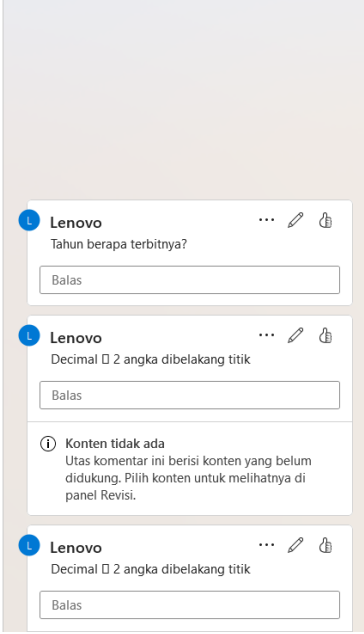 L Lenovo
Tahun berapa terbitnya?
Balas
L Lenovo
Decimal ▯ 2 angka dibelakang titik
Balas
Konten tidak ada
Utas komentar ini berisi konten yang belum
didukung. Pilih konten untuk melihatnya di
panel Revisi.
L Lenovo
Decimal ▯ 2 angka dibelakang titik
Balas